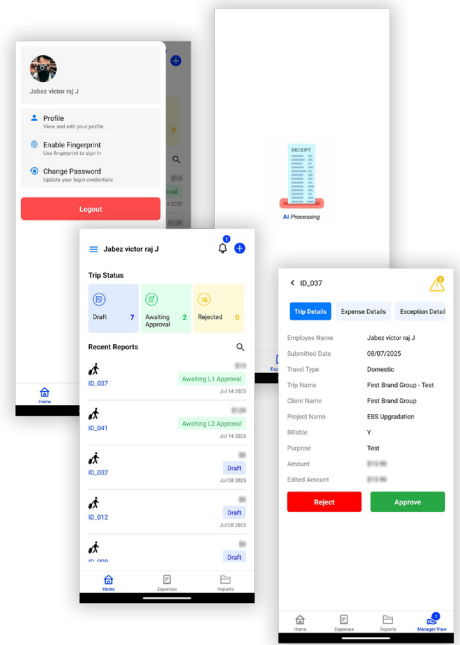 Jabez victor raj J
Profile
View and edit your profile
Enable Fingerprint
Use fingerprint to sign in
Change Password
Update your login credentials
Logout
Home
0
RECEIPT
AI Processing
Jabez victor raj J
1
Trip Status
Draft 7
Awaiting Approval 2
Rejected 0
Recent Reports
ID_037
Awaiting L1 Approval
Jul 14 2025
ID_041
Awaiting L2 Approval
Jul 14 2025
ID_032
Draft
Jul 08 2025
ID_012
Draft
Jul 08 2025
Draft
Home Expenses Reports
ID_037
Trip Details Expense Details Exception Detail
Employee Name Jabez victor raj J
Submitted Date 08/07/2025
Travel Type Domestic
Trip Name First Brand Group - Test
Client Name First Brand Group
Project Name EBS Upgradation
Billable Y
Purpose Test
Amount
Edited Amount
Reject Approve
Home Expenses Reports Manager View
1